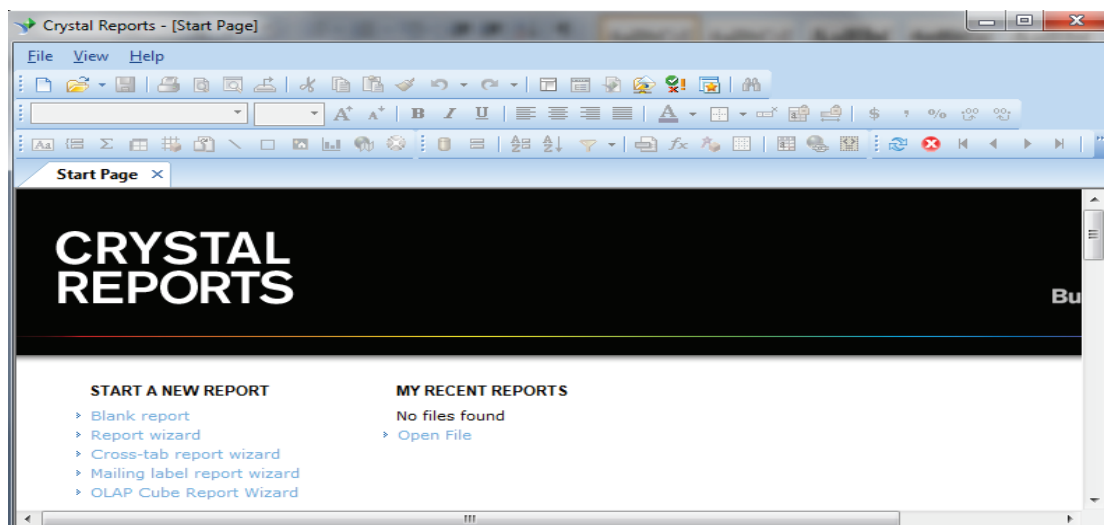 Crystal Reports - [Start Page]
File View Help
B I U A $ , %
Start Page
CRYSTAL
REPORTS
Bu
START A NEW REPORT
Blank report
Report wizard
Cross-tab report wizard
Mailing label report wizard
OLAP Cube Report Wizard
MY RECENT REPORTS
No files found
Open File